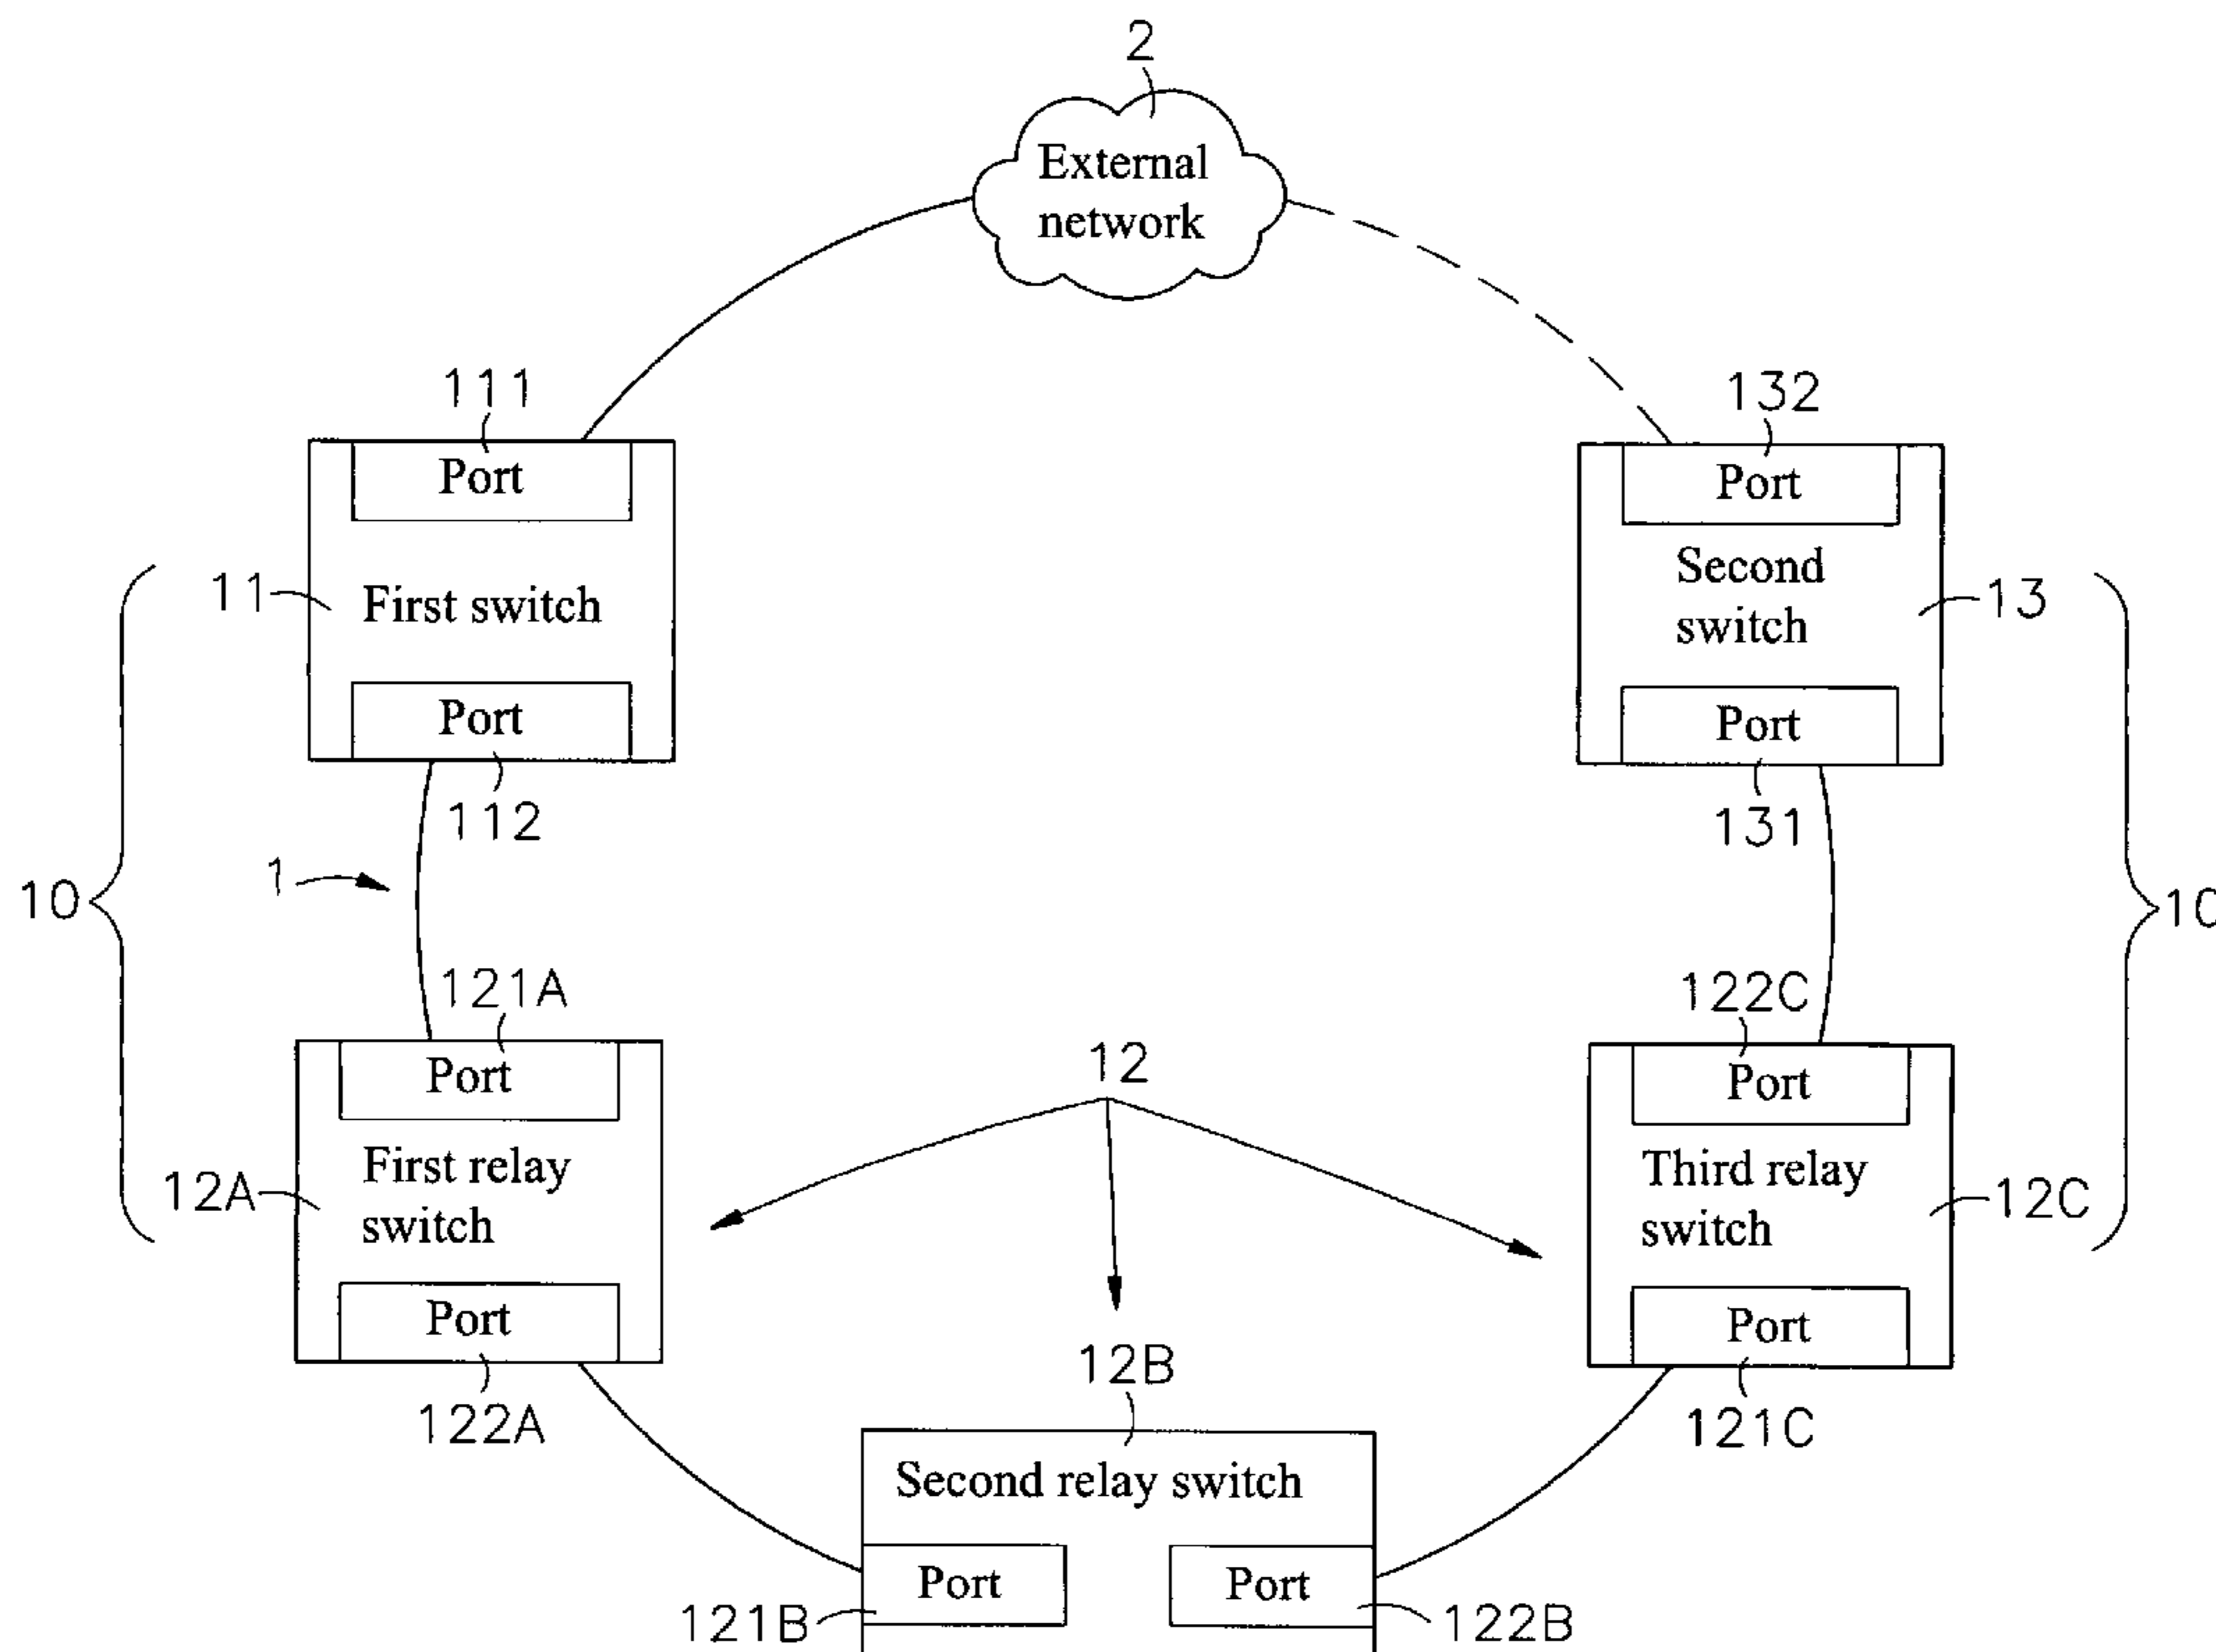 2
External
network
111
132
Port
Port
11
First switch
Second
switch
13
Port
Port
112
131
1
10
10
121A
122C
Port
12
Port
12A
First relay
switch
Third relay
switch
12C
Port
Port
12B
122A
121C
Second relay switch
Port
Port
121B
122B